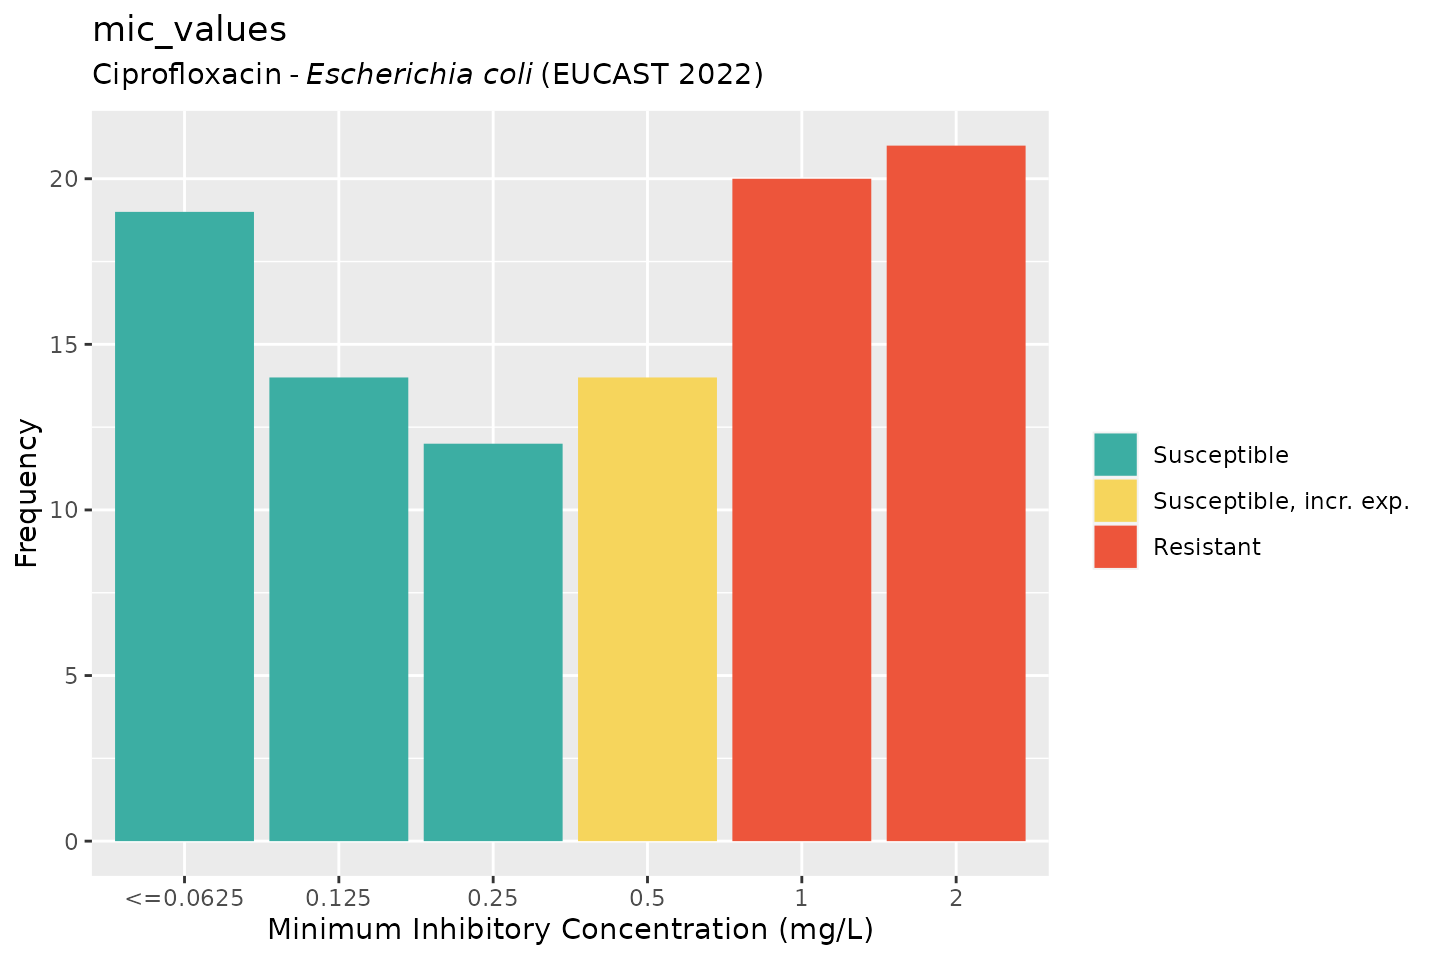 mic_values
Ciprofloxacin - Escherichia coli (EUCAST 2022)
Frequency
20
15
10
5
0
<=0.0625 0.125 0.25 0.5 1 2
Minimum Inhibitory Concentration (mg/L)
Susceptible
Susceptible, incr. exp.
Resistant